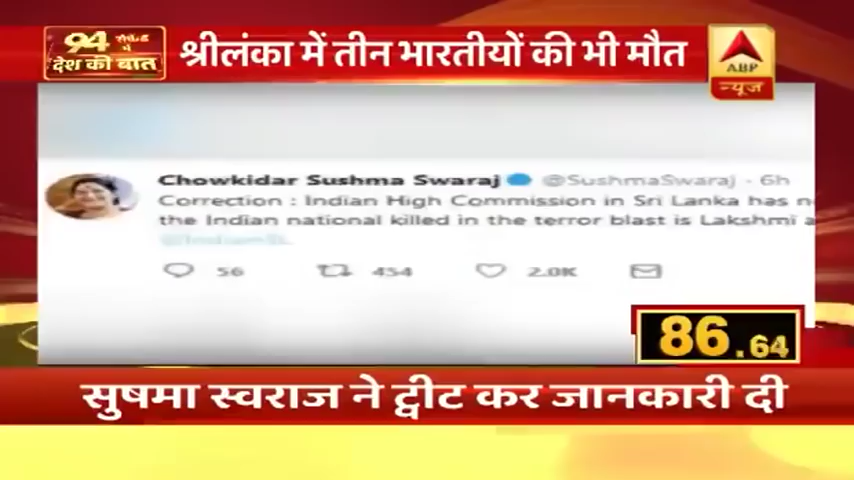 94 सेकेंड में
देश की बात
श्रीलंका में तीन भारतीयों की भी मौत
ABP
न्यूज़
Chowkidar Sushma Swaraj @SushmaSwaraj · 6h
Correction : Indian High Commission in Sri Lanka has
the Indian national killed in the terror blast is Lakshmi
56 454 2.0K
86.64
सुषमा स्वराज ने ट्वीट कर जानकारी दी